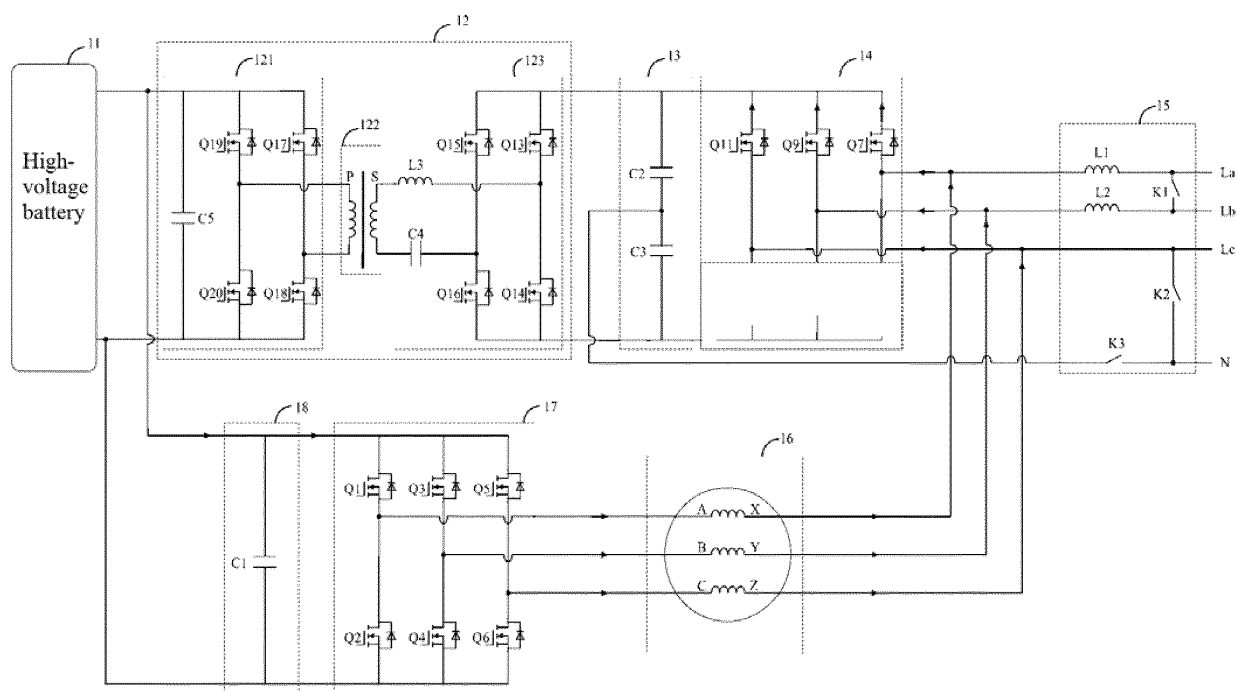 11
12
121
122
123
13
14
15
High-
voltage
battery
C5
Q19
Q17
Q20
Q18
P
S
L3
C4
Q15
Q13
Q16
Q14
C2
C3
Q11
Q9
Q7
L1
L2
K1
K2
K3
La
Lb
Lc
N
18
17
16
C1
Q1
Q3
Q5
Q2
Q4
Q6
A
X
B
Y
C
Z